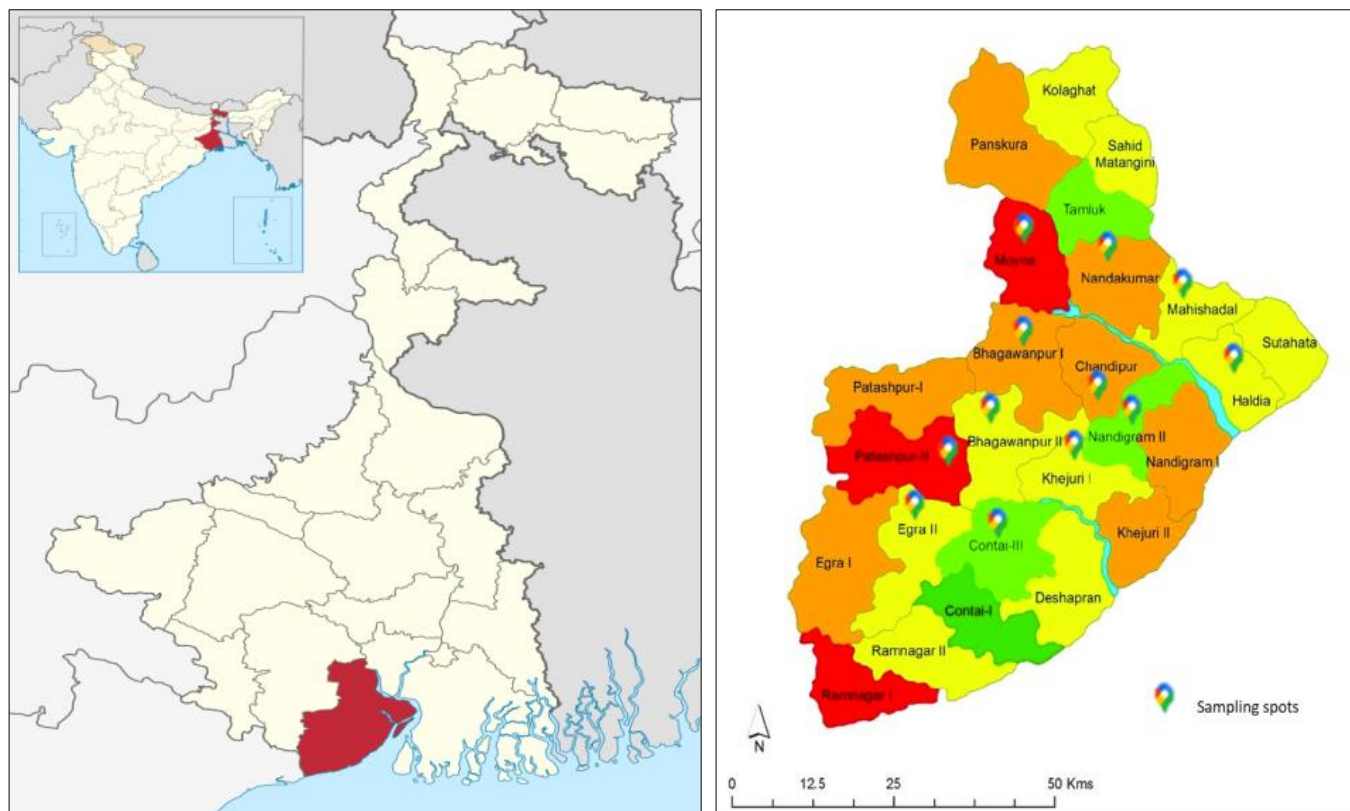 Kolaghat
Panskura
Sahid
Matangini
Tamluk
Moyna
Nandakumar
Mahishadal
Sutahata
Bhagawanpur I
Chandipur
Haldia
Patashpur-I
Bhagawanpur II
Nandigram II
Patashpur-II
Nandigram I
Khejuri I
Egra II
Khejuri II
Contai-III
Egra I
Deshapran
Contai-I
Ramnagar II
Ramnagar I
Sampling spots
N
0 12.5 25 50 Kms